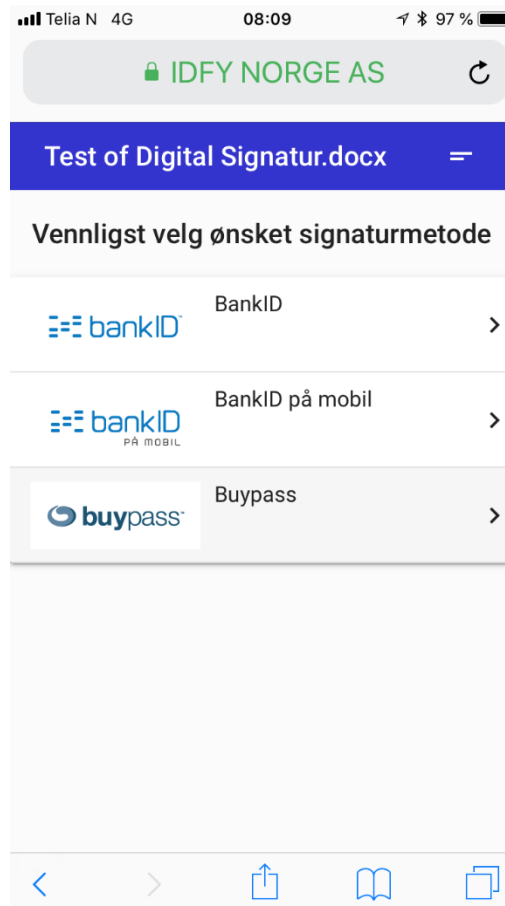 Telia N 4G 08:09 97 %
IDFY NORGE AS
Test of Digital Signatur.docx
Vennligst velg ønsket signaturmetode
bankID BankID
bankID BankID på mobil
PÅ MOBIL
buypass Buypass